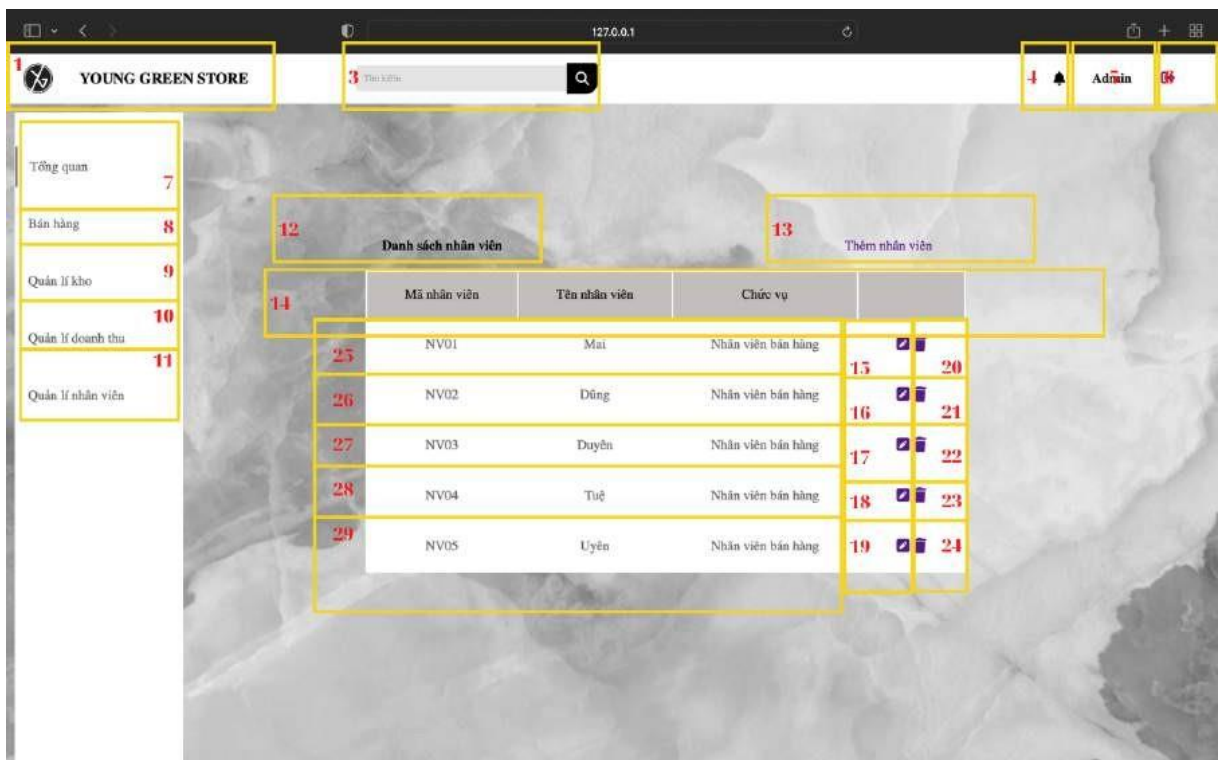 127.0.0.1
1 YOUNG GREEN STORE
3 Tìm kiếm
4
Admin
7 Tổng quan
8 Bán hàng
9 Quản lí kho
10 Quản lí doanh thu
11 Quản lí nhân viên
12 Danh sách nhân viên
13 Thêm nhân viên
14 Mã nhân viên Tên nhân viên Chức vụ
25 NV01 Mai Nhân viên bán hàng 15 20
26 NV02 Dũng Nhân viên bán hàng 16 21
27 NV03 Duyên Nhân viên bán hàng 17 22
28 NV04 Tuệ Nhân viên bán hàng 18 23
29 NV05 Uyên Nhân viên bán hàng 19 24